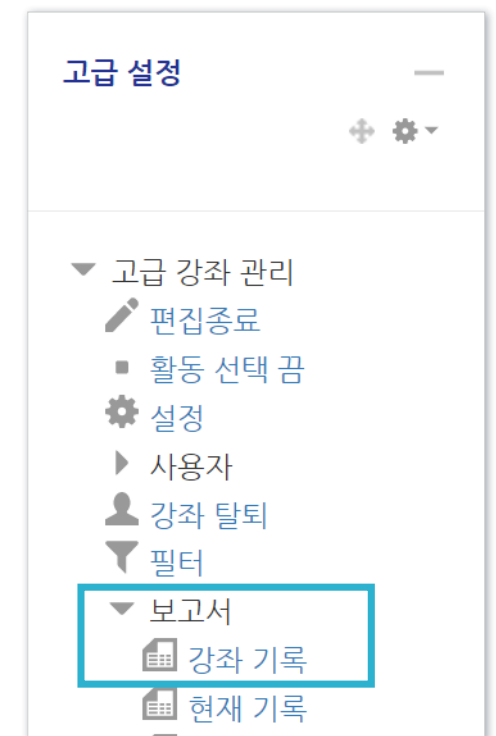 고급 설정
고급 강좌 관리
편집종료
활동 선택 끔
설정
사용자
강좌 탈퇴
필터
보고서
강좌 기록
현재 기록